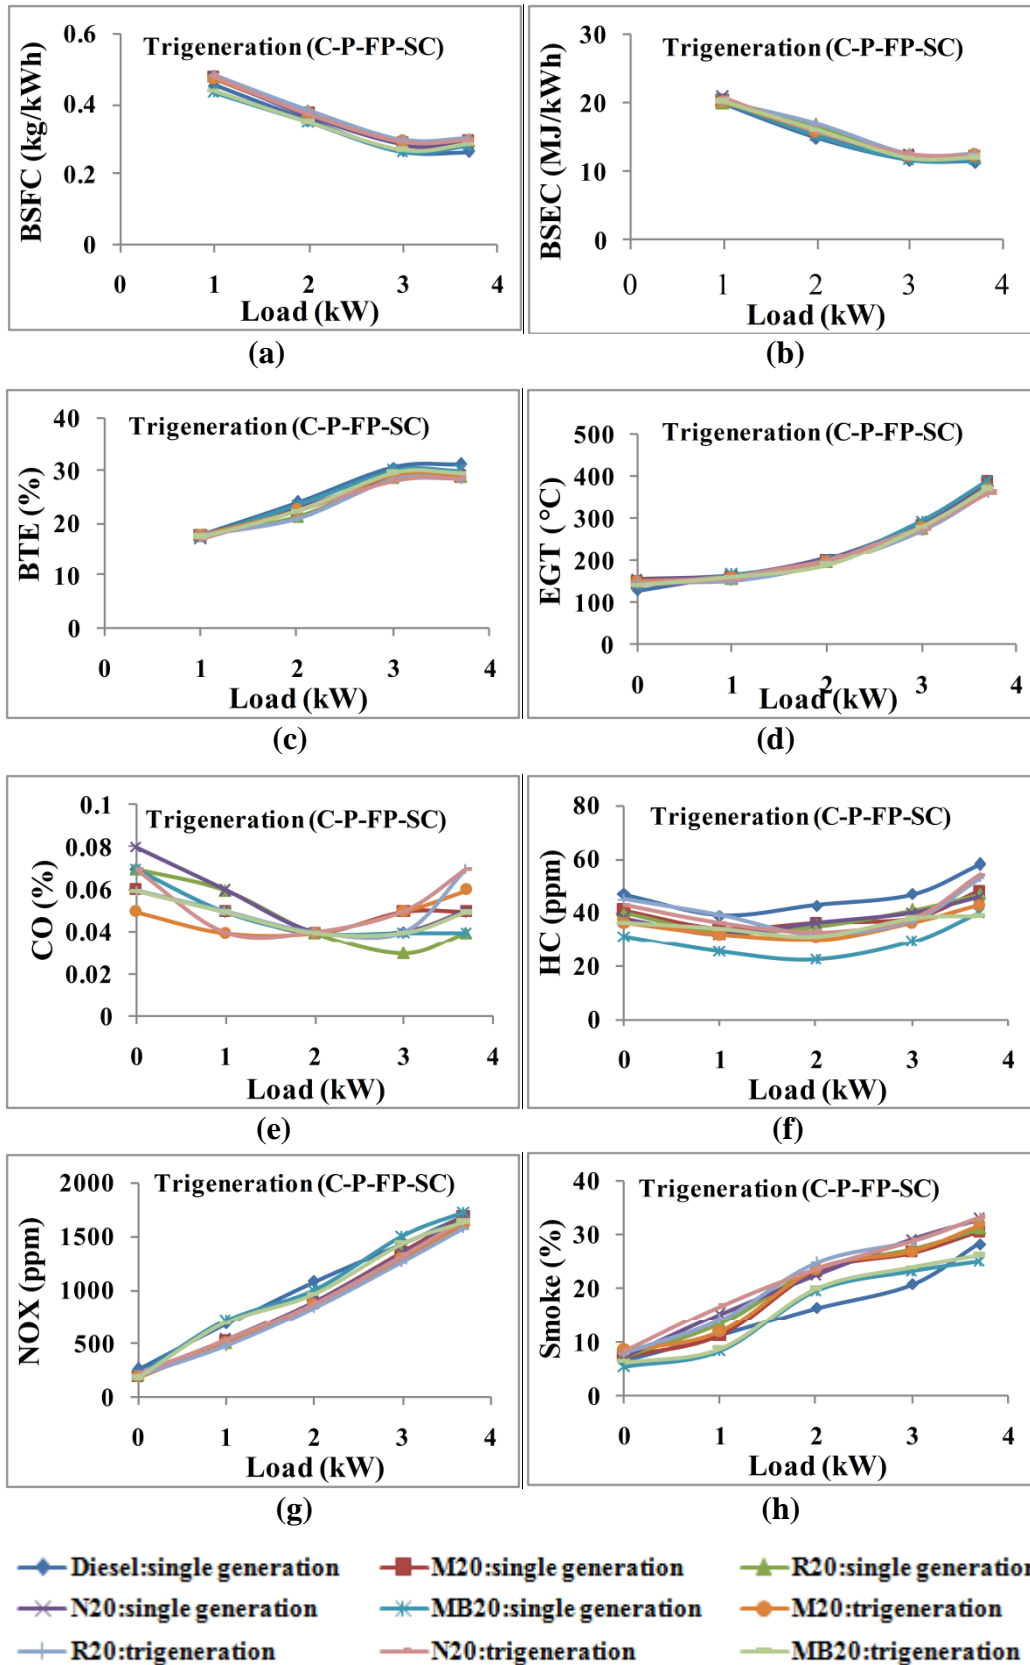 Trigeneration (C-P-FP-SC)
BSFC (kg/kWh)
0.6
0.4
0.2
0
0 1 2 3 4
Load (kW)
(a)
Trigeneration (C-P-FP-SC)
BSEC (MJ/kWh)
30
20
10
0
0 1 2 3 4
Load (kW)
(b)
Trigeneration (C-P-FP-SC)
BTE (%)
40
30
20
10
0
0 1 2 3 4
Load (kW)
(c)
Trigeneration (C-P-FP-SC)
EGT (°C)
500
400
300
200
100
0
0 1 2 3 4
Load (kW)
(d)
Trigeneration (C-P-FP-SC)
CO (%)
0.1
0.08
0.06
0.04
0.02
0
0 1 2 3 4
Load (kW)
(e)
Trigeneration (C-P-FP-SC)
HC (ppm)
80
60
40
20
0
0 1 2 3 4
Load (kW)
(f)
Trigeneration (C-P-FP-SC)
NOX (ppm)
2000
1500
1000
500
0
0 1 2 3 4
Load (kW)
(g)
Trigeneration (C-P-FP-SC)
Smoke (%)
40
30
20
10
0
0 1 2 3 4
Load (kW)
(h)
Diesel:single generation M20:single generation R20:single generation
N20:single generation MB20:single generation M20:trigeneration
R20:trigeneration N20:trigeneration MB20:trigeneration